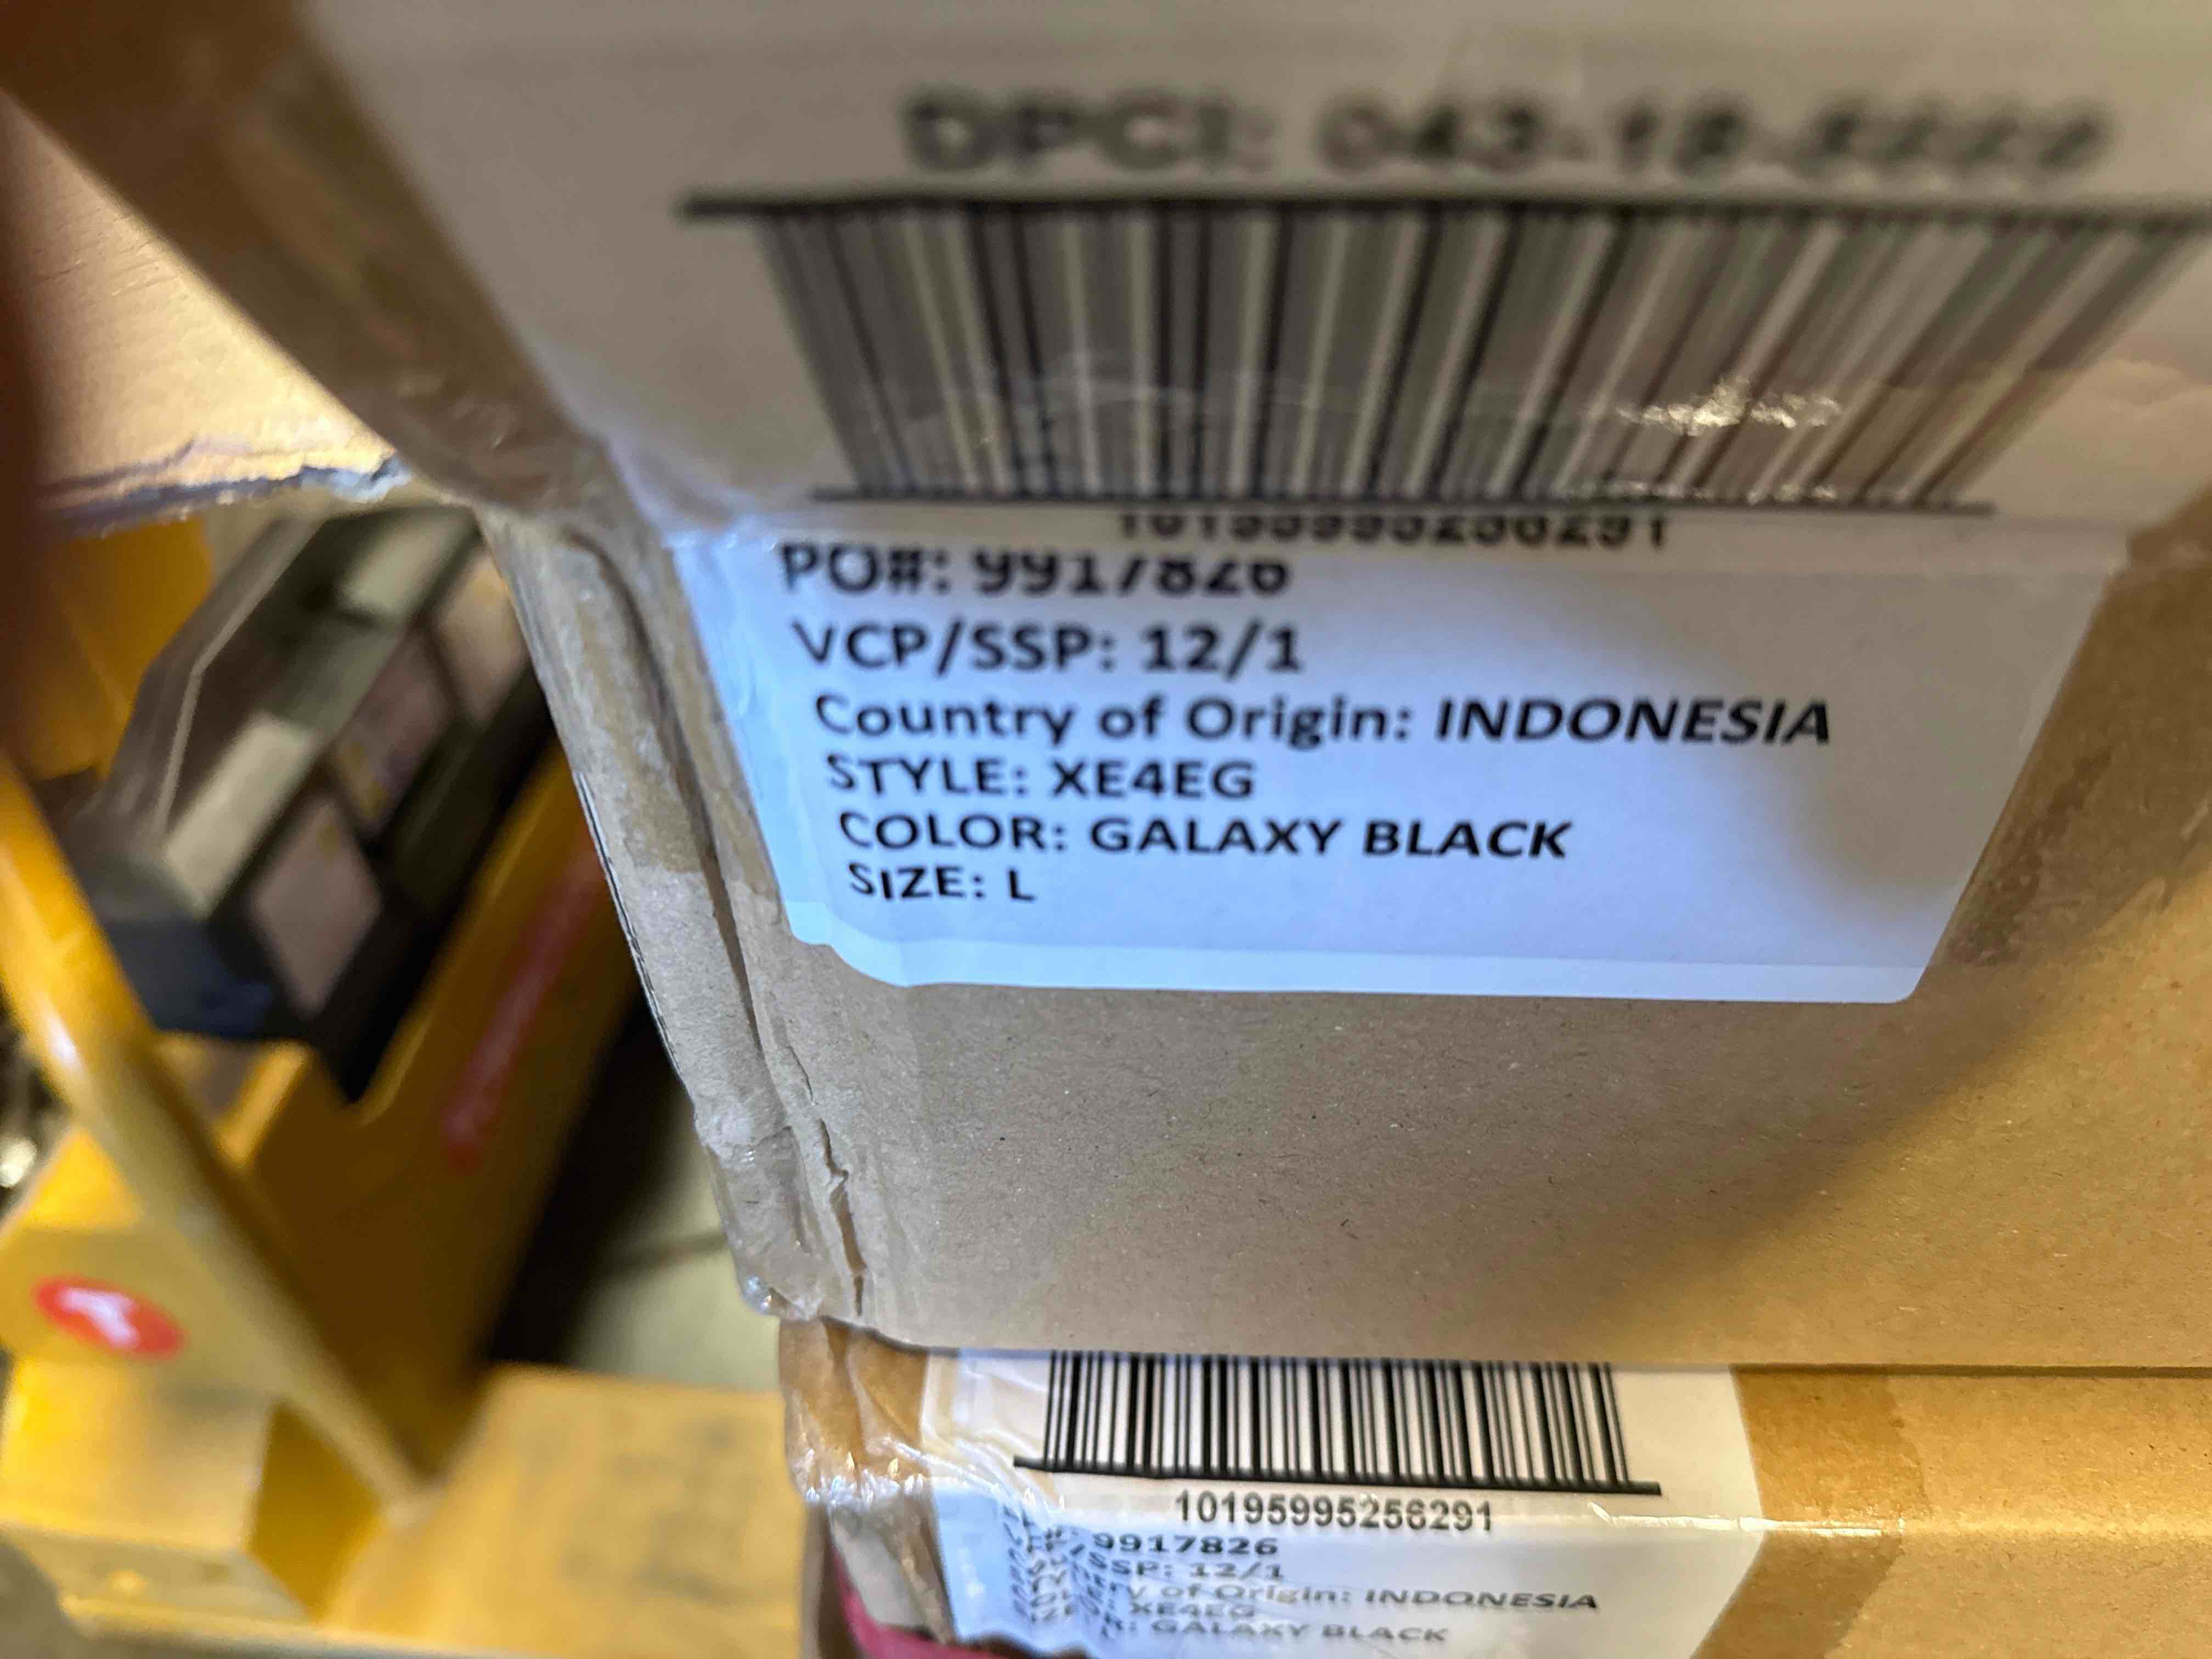 DPCI: 043-18-
10195995256291
PO#: 9917826
VCP/SSP: 12/1
Country of Origin: INDONESIA
STYLE: XE4EG
COLOR: GALAXY BLACK
SIZE: L
10195995256291
9917826
SSP: 12/1
y of Origin: INDONESIA
XE4EG
R: GALAXY BLACK